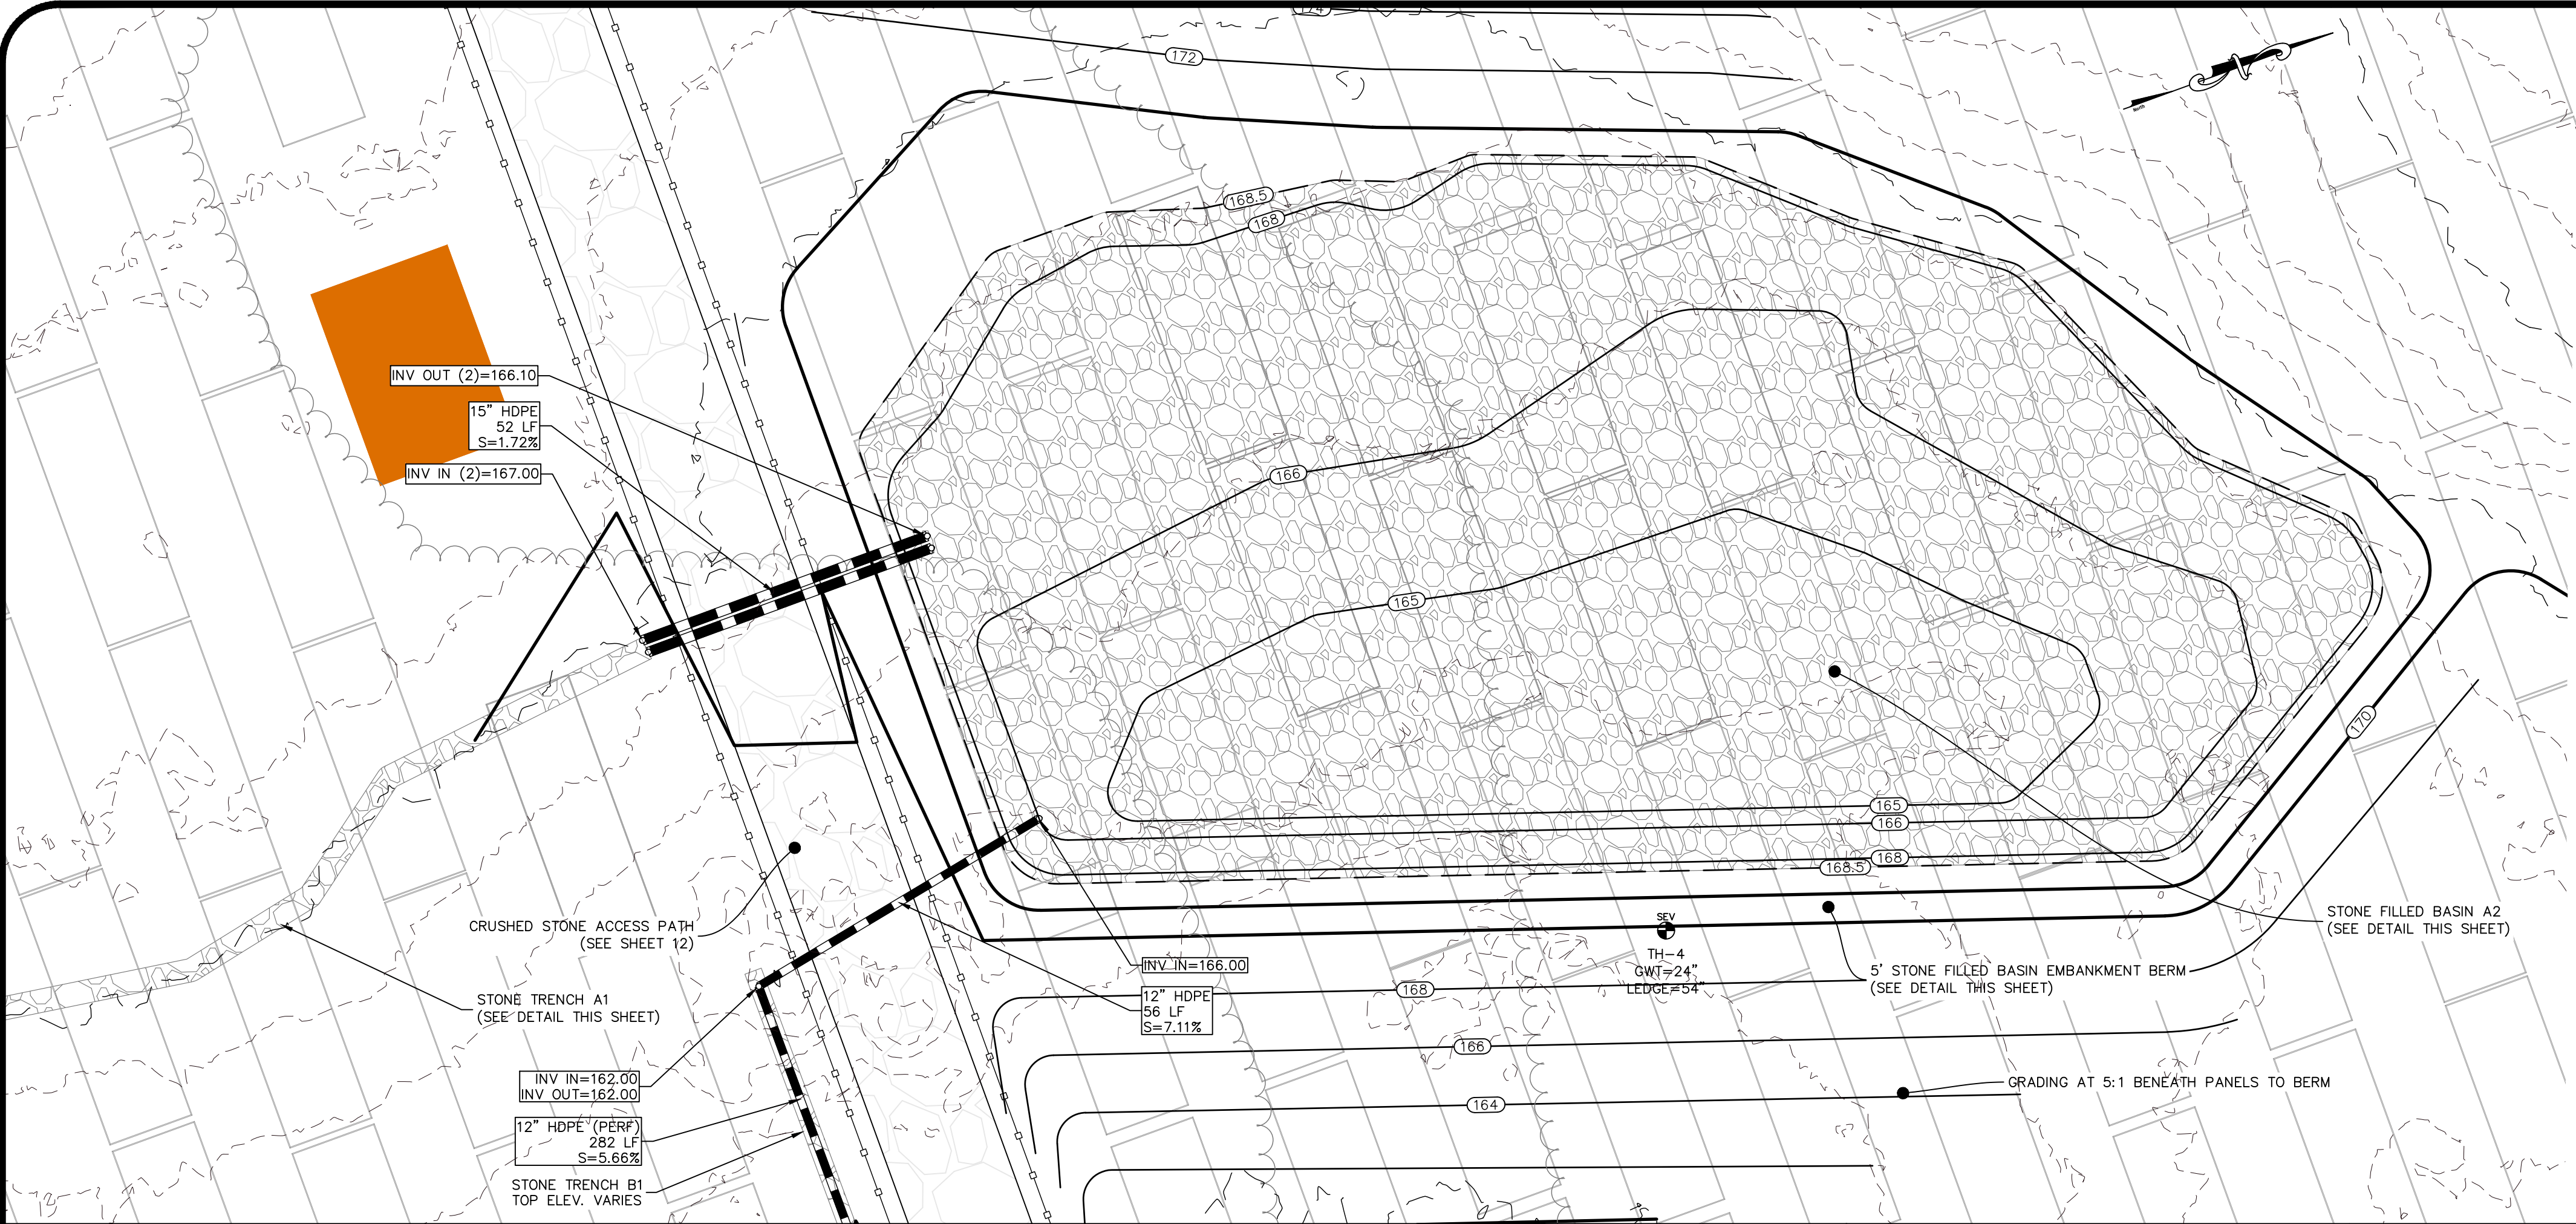 174
172
North
168.5
168
INV OUT (2)=166.10
15" HDPE
52 LF
S=1.72%
INV IN (2)=167.00
166
165
170
165
166
168
168.5
CRUSHED STONE ACCESS PATH
(SEE SHEET 12)
STONE TRENCH A1
(SEE DETAIL THIS SHEET)
INV IN=166.00
12" HDPE
56 LF
S=7.11%
SEV
TH-4
GWT=24"
LEDGE=54"
STONE FILLED BASIN A2
(SEE DETAIL THIS SHEET)
5' STONE FILLED BASIN EMBANKMENT BERM
(SEE DETAIL THIS SHEET)
168
166
164
GRADING AT 5:1 BENEATH PANELS TO BERM
INV IN=162.00
INV OUT=162.00
12" HDPE (PERF)
282 LF
S=5.66%
STONE TRENCH B1
TOP ELEV. VARIES